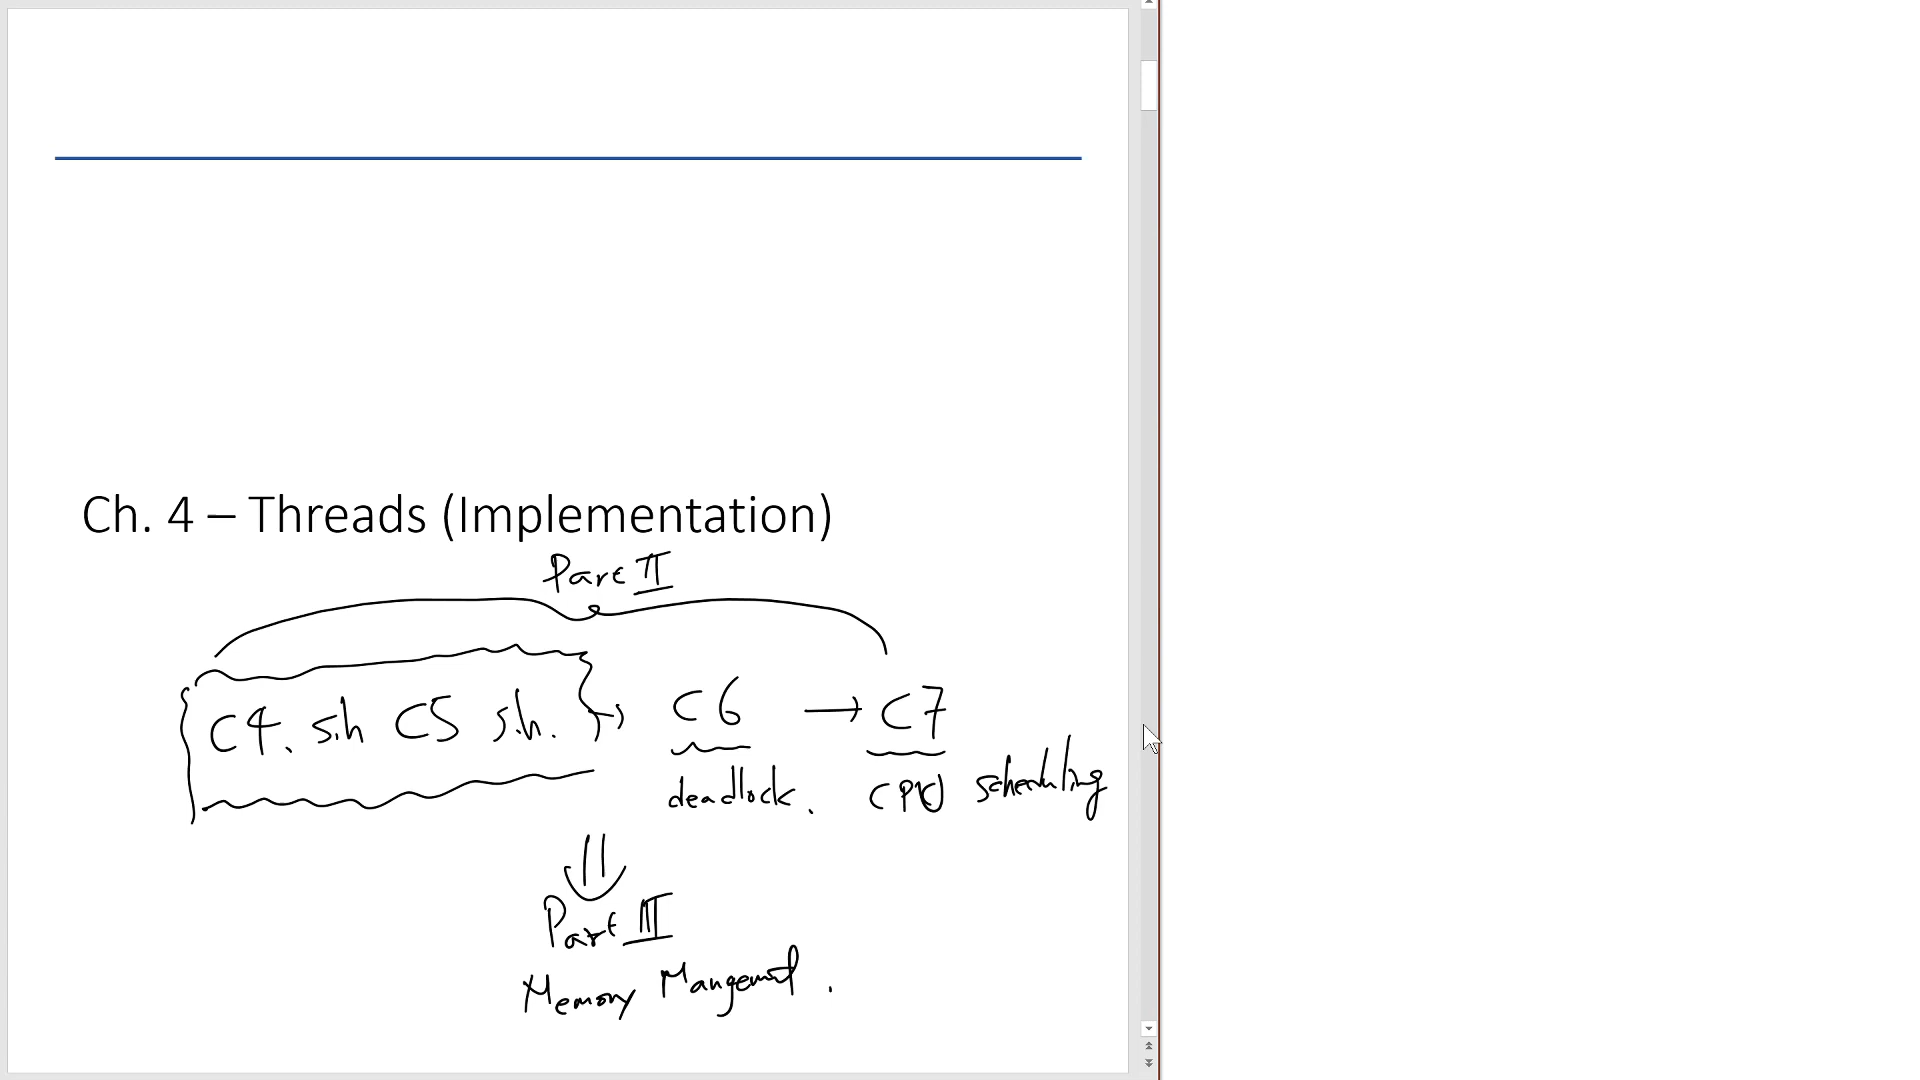 Ch. 4 – Threads (Implementation)
Part II
C4. s.h C5 s.h. → C6 → C7
deadlock. CPU scheduling
Part III
Memory Mangement.